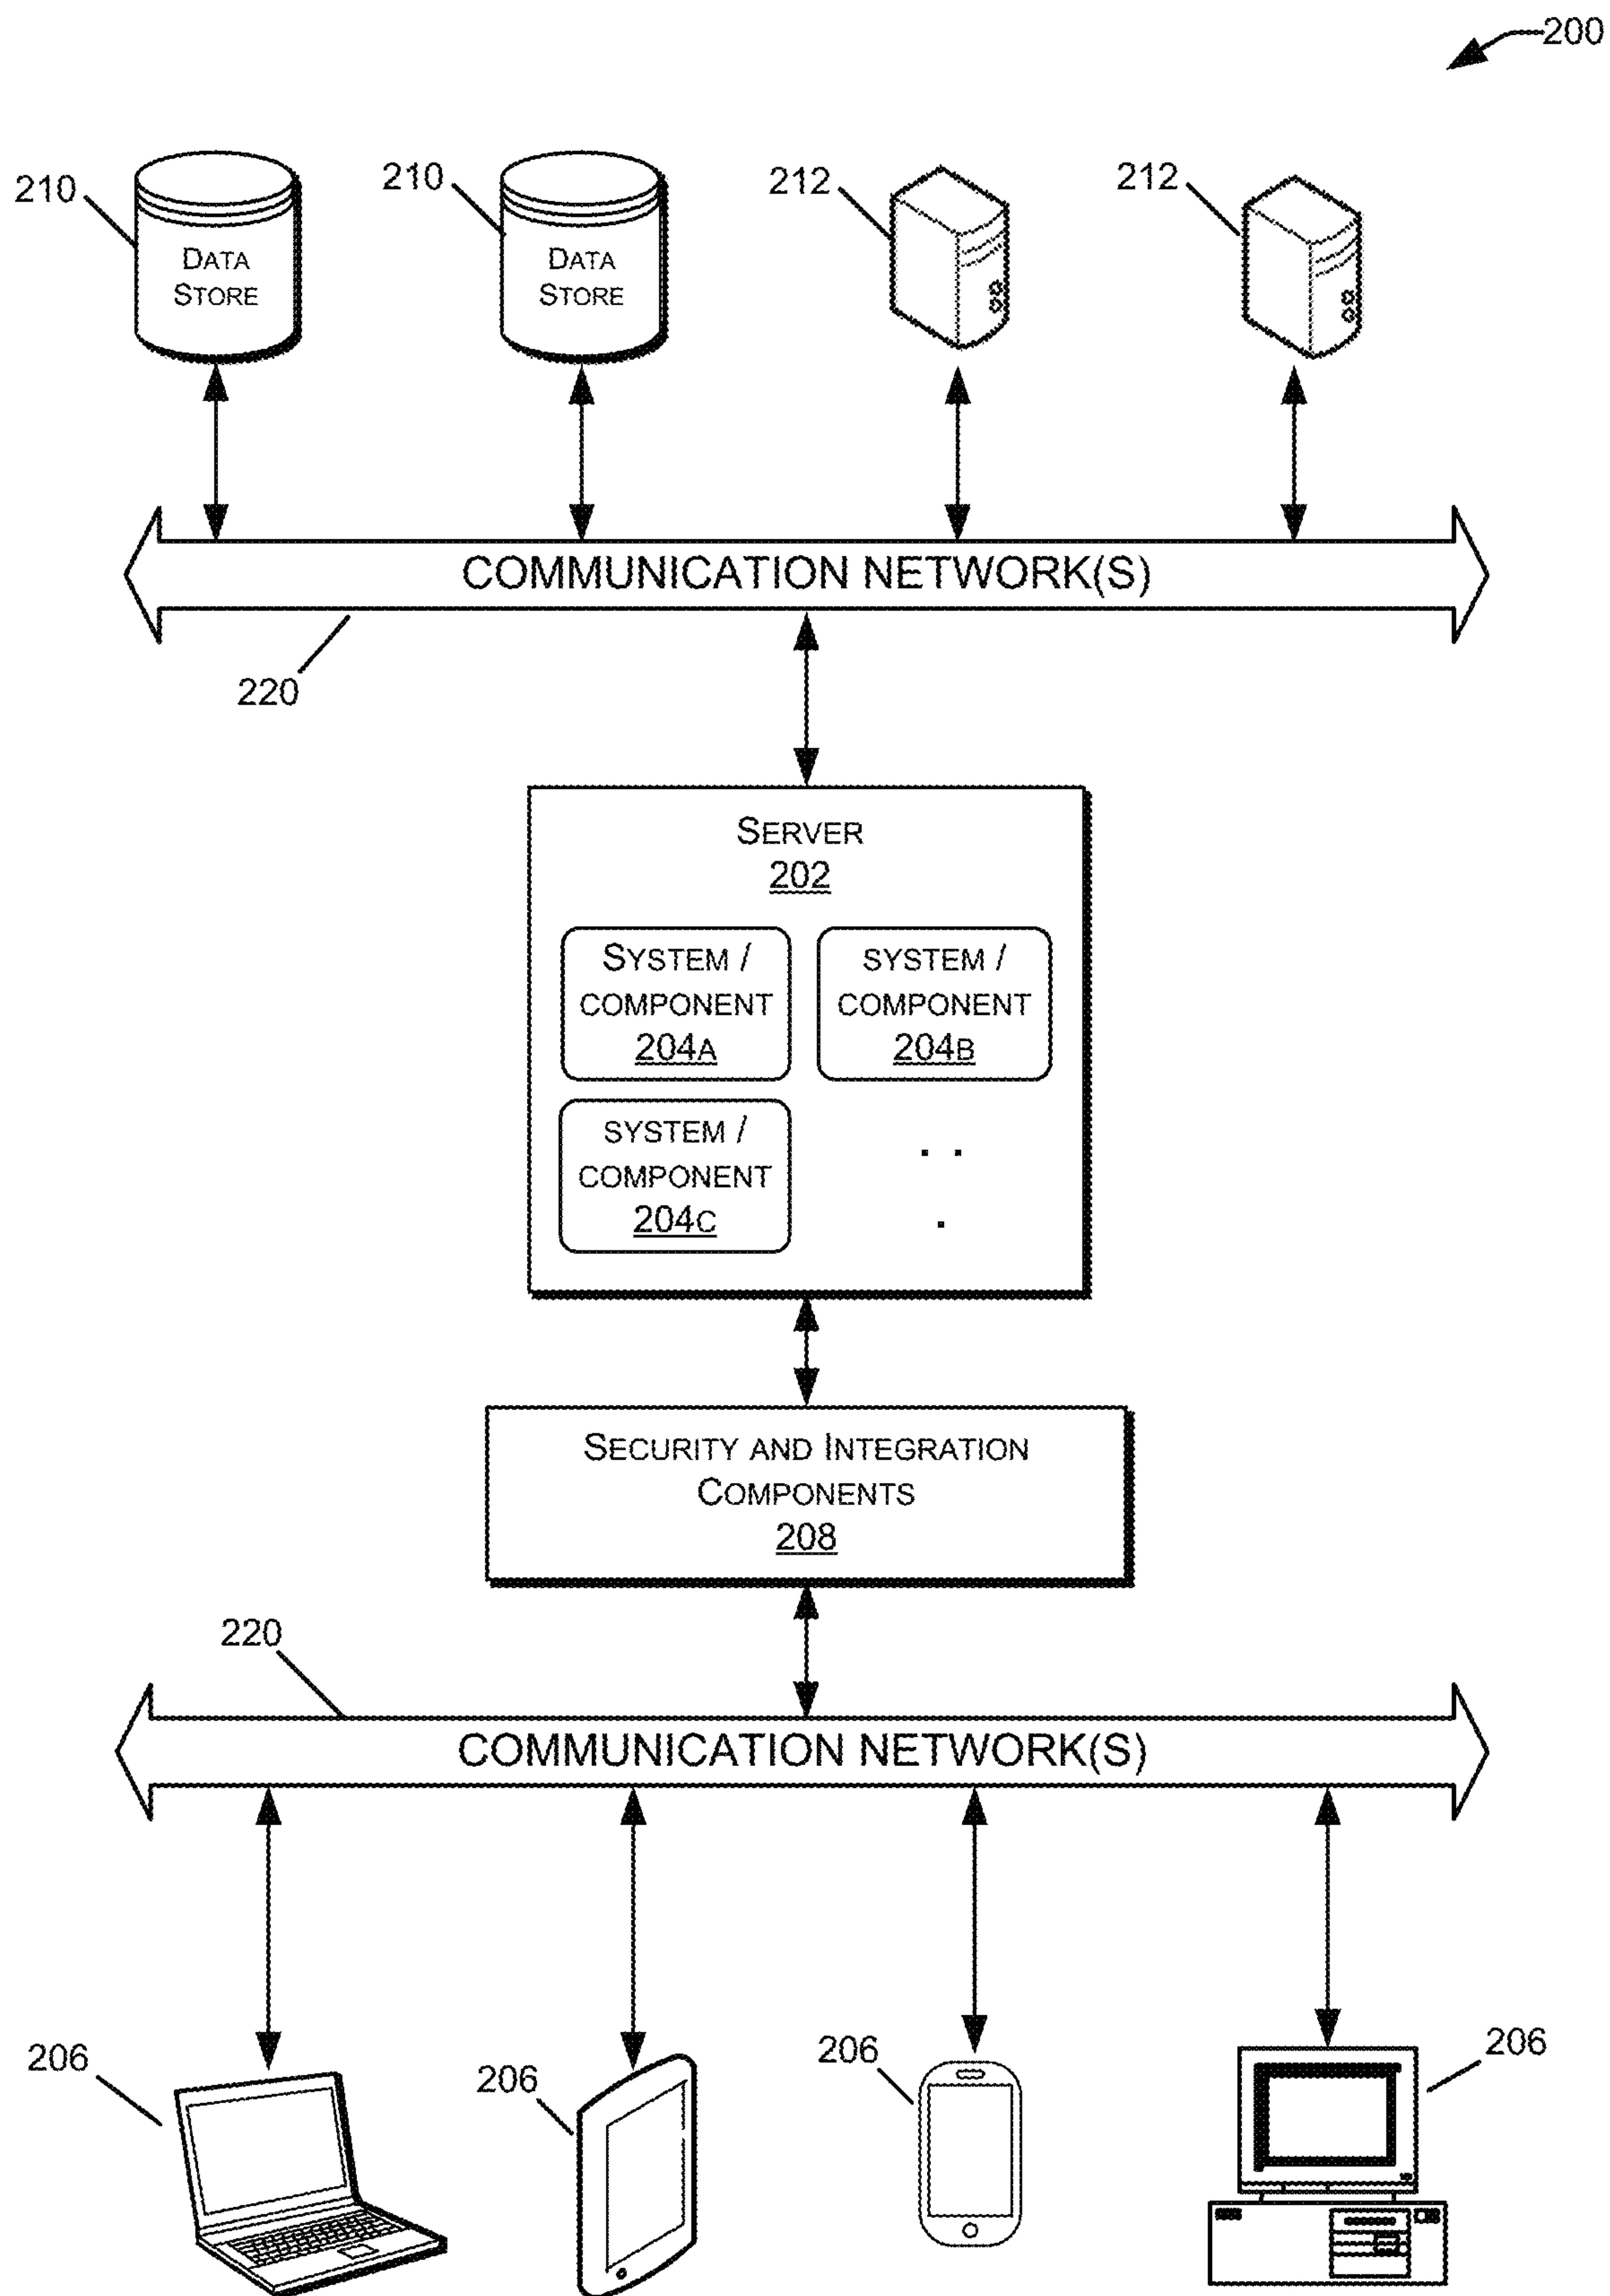 200
210
210
212
212
DATA
STORE
DATA
STORE
COMMUNICATION NETWORK(S)
220
SERVER
202
SYSTEM /
COMPONENT
204A
SYSTEM /
COMPONENT
204B
SYSTEM /
COMPONENT
204C
. .
.
SECURITY AND INTEGRATION
COMPONENTS
208
220
COMMUNICATION NETWORK(S)
206
206
206
206